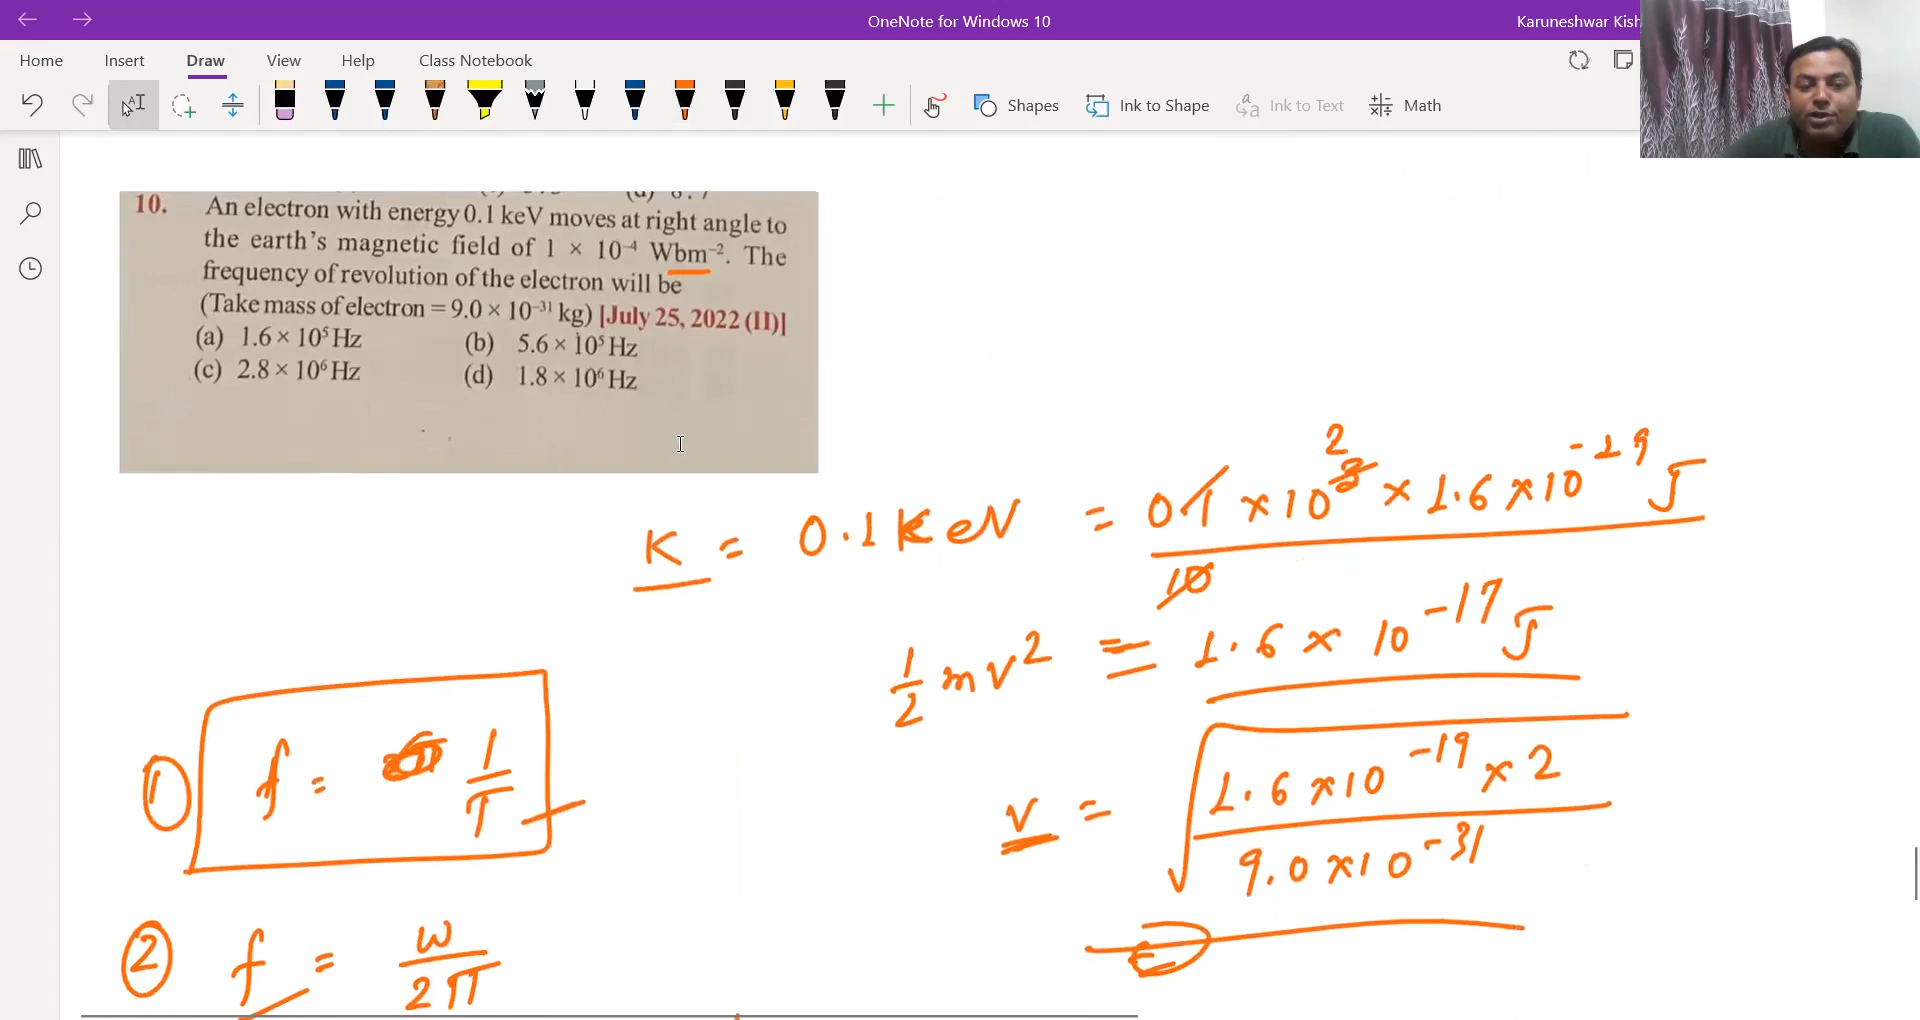 OneNote for Windows 10
Karuneshwar Kish
Home Insert Draw View Help Class Notebook
Shapes Ink to Shape Ink to Text Math
10. An electron with energy 0.1 keV moves at right angle to
the earth's magnetic field of 1 × 10⁻⁴ Wbm⁻². The
frequency of revolution of the electron will be
(Take mass of electron = 9.0 × 10⁻³¹ kg) [July 25, 2022 (II)]
(a) 1.6 × 10⁵ Hz (b) 5.6 × 10⁵ Hz
(c) 2.8 × 10⁶ Hz (d) 1.8 × 10⁶ Hz
K = 0.1 KeV = 01 × 10² × 1.6 × 10⁻¹⁹ J
10
1/2 mv² = 1.6 × 10⁻¹⁷ J
v = √(1.6 × 10⁻¹⁹ × 2 / 9.0 × 10⁻³¹)
① f = 1/T
② f = ω/2π